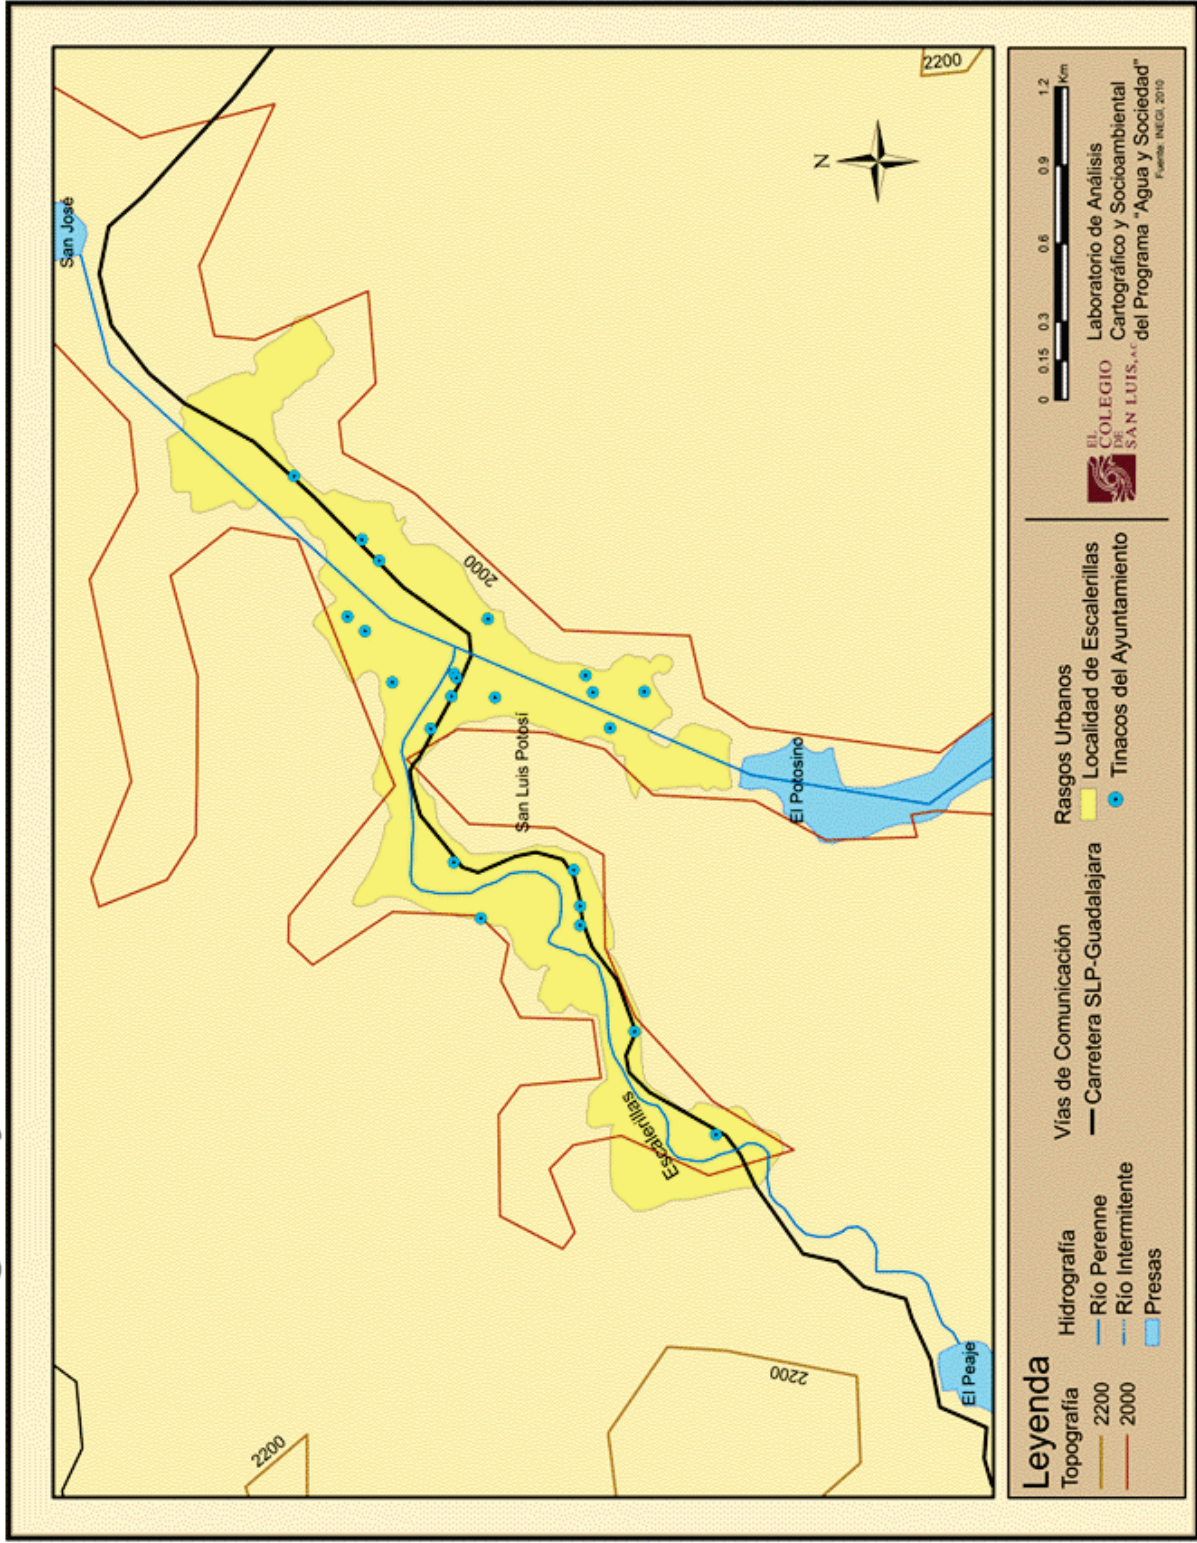 San José
2000
2200
N
San Luis Potosí
El Potosino
Escalerillas
2200
2200
El Peaje
Leyenda
Topografía
2200
2000
Hidrografía
Río Perenne
Río Intermitente
Presas
Vías de Comunicación
Carretera SLP-Guadalajara
Rasgos Urbanos
Localidad de Escalerillas
Tinacos del Ayuntamiento
0 0.15 0.3 0.6 0.9 1.2
Km
EL
COLEGIO
DE
SAN LUIS, AC
Laboratorio de Análisis
Cartográfico y Socioambiental
del Programa "Agua y Sociedad"
Fuente: INEGI, 2010